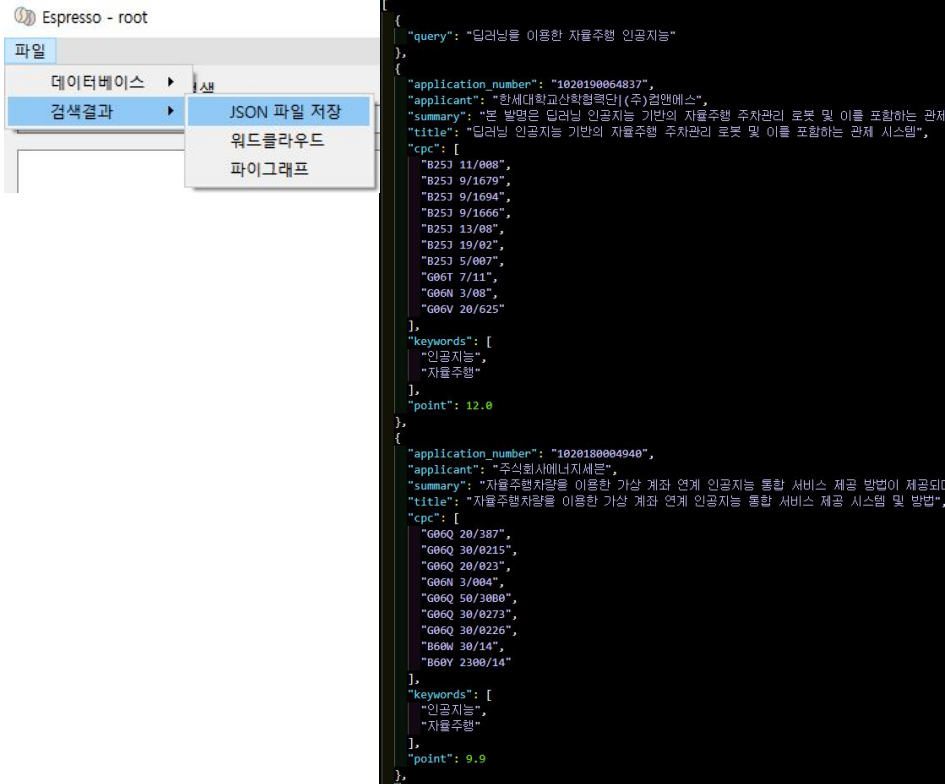 Espresso - root
파일
데이터베이스
색
검색결과
JSON 파일 저장
워드클라우드
파이그래프
[
{
"query": "딥러닝을 이용한 자율주행 인공지능"
},
{
"application_number": "1020190064837",
"applicant": "한세대학교산학협력단|(주)컴앤에스",
"summary": "본 발명은 딥러닝 인공지능 기반의 자율주행 주차관리 로봇 및 이를 포함하는 관제
"title": "딥러닝 인공지능 기반의 자율주행 주차관리 로봇 및 이를 포함하는 관제 시스템",
"cpc": [
"B25J 11/008",
"B25J 9/1679",
"B25J 9/1694",
"B25J 9/1666",
"B25J 13/08",
"B25J 19/02",
"B25J 5/007",
"G06T 7/11",
"G06N 3/08",
"G06V 20/625"
],
"keywords": [
"인공지능",
"자율주행"
],
"point": 12.0
},
{
"application_number": "1020180004940",
"applicant": "주식회사에너지세븐",
"summary": "자율주행차량을 이용한 가상 계좌 연계 인공지능 통합 서비스 제공 방법이 제공되
"title": "자율주행차량을 이용한 가상 계좌 연계 인공지능 통합 서비스 제공 시스템 및 방법",
"cpc": [
"G06Q 20/387",
"G06Q 30/0215",
"G06Q 20/023",
"G06N 3/004",
"G06Q 50/30B0",
"G06Q 30/0273",
"G06Q 30/0226",
"B60W 30/14",
"B60Y 2300/14"
],
"keywords": [
"인공지능",
"자율주행"
],
"point": 9.9
},